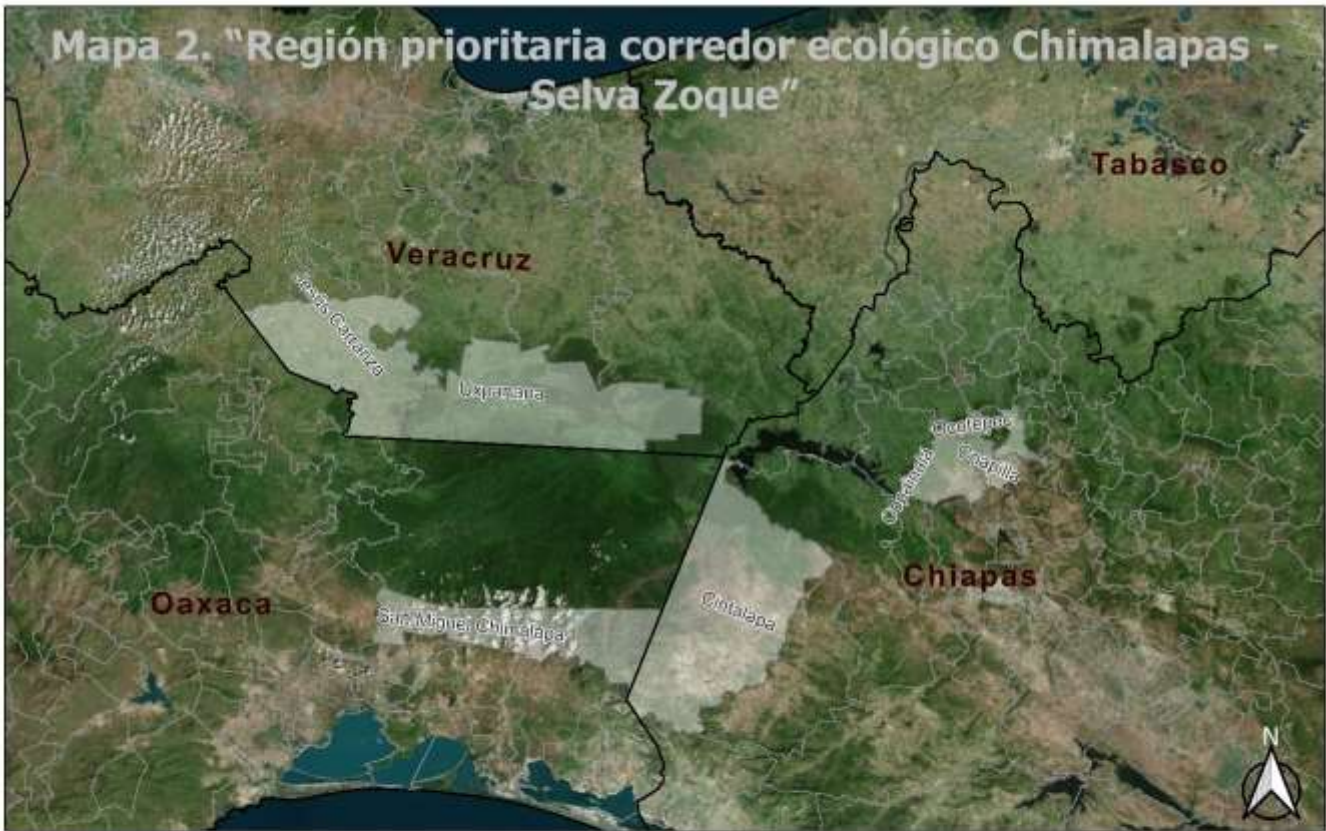 Mapa 2. “Región prioritaria corredor ecológico Chimalapas -
Selva Zoque”
Tabasco
Veracruz
Jesús Carranza
Uxpanapa
Ocotepec
Coapilla
Copainalá
Chiapas
Oaxaca
Cintalapa
San Miguel Chimalapa
N